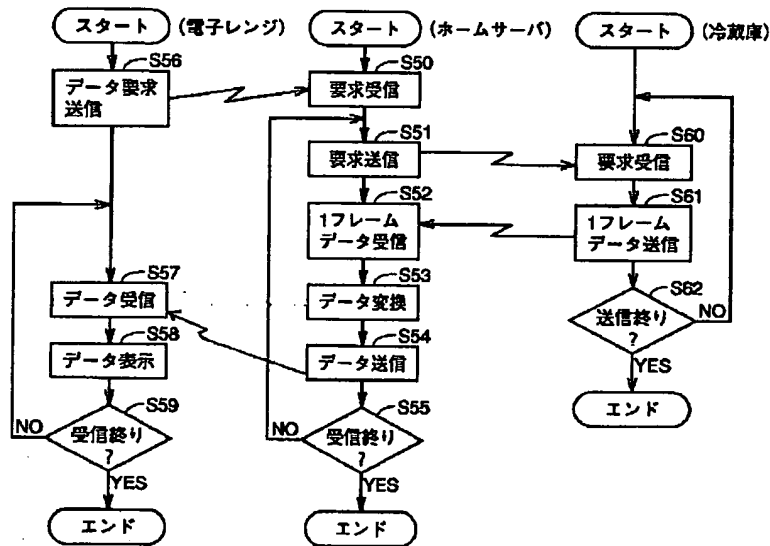 スタート
(電子レンジ)
S56
データ要求
送信
S57
データ受信
S58
データ表示
S59
受信終り
?
NO
YES
エンド
スタート
(ホームサーバ)
S50
要求受信
S51
要求送信
S52
1フレーム
データ受信
S53
データ変換
S54
データ送信
S55
受信終り
?
NO
YES
エンド
スタート
(冷蔵庫)
S60
要求受信
S61
1フレーム
データ送信
S62
送信終り
?
NO
YES
エンド